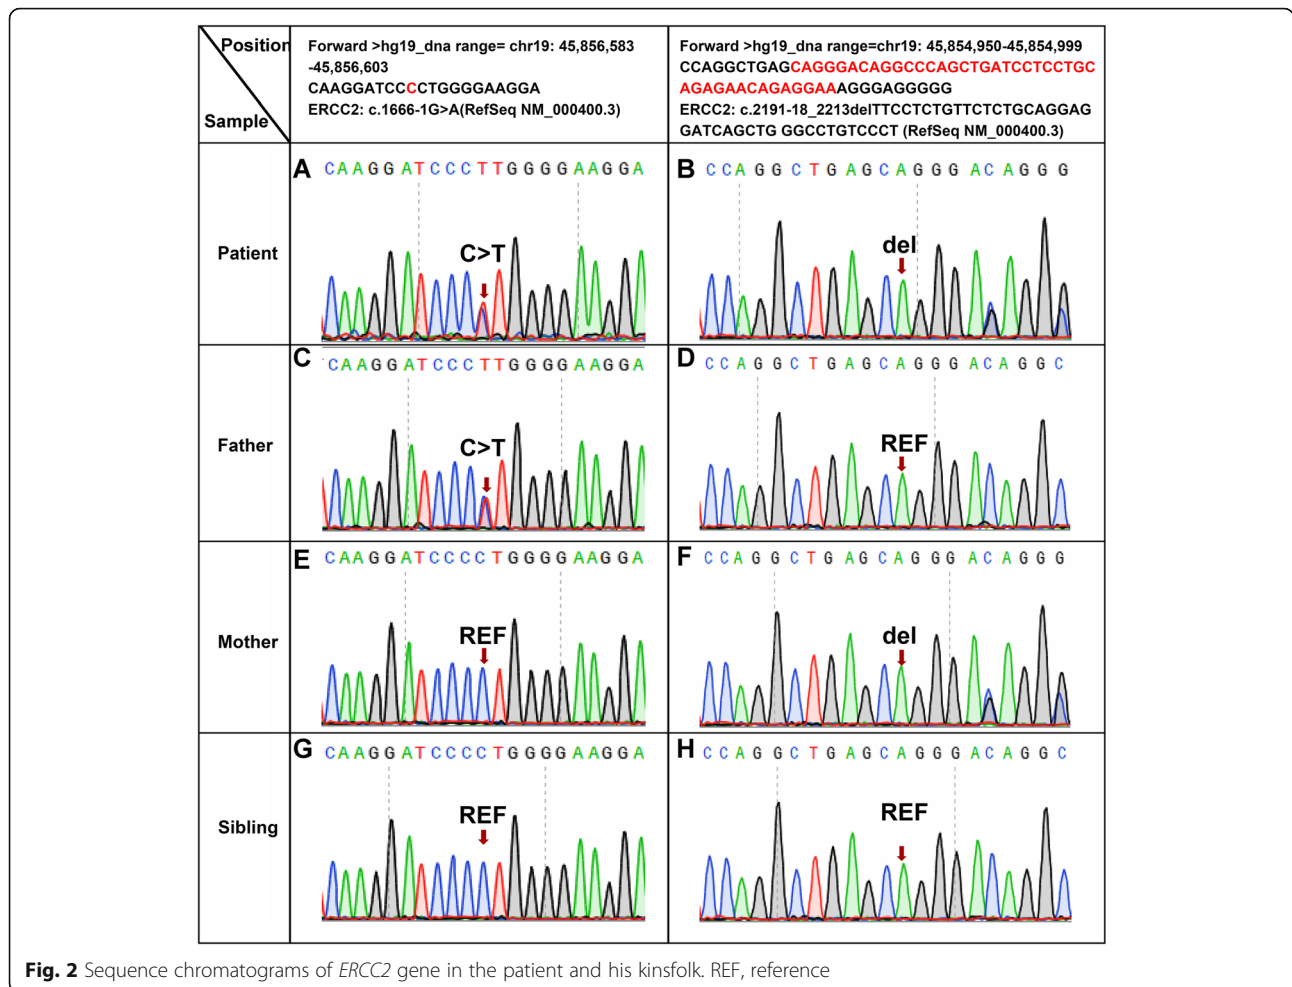 Position
Sample
Forward >hg19_dna range= chr19: 45,856,583
-45,856,603
CAAGGATCCCCTGGGGAAGGA
ERCC2: c.1666-1G>A(RefSeq NM_000400.3)
Forward >hg19_dna range=chr19: 45,854,950-45,854,999
CCAGGCTGAGCAGGGACAGGCCCAGCTGATCCTCCTGC
AGAGAACAGAGGAAAGGGAGGGGG
ERCC2: c.2191-18_2213delTTCCTCTGTTCTCTGCAGGAG
GATCAGCTG GGCCTGTCCCT (RefSeq NM_000400.3)
Patient
A
CAAGGATCCCTTGGGGAAGGA
C>T
B
CCAGGCTGAGCAGGGACAGGG
del
Father
C
CAAGGATCCCTTGGGGAAGGA
C>T
D
CCAGGCTGAGCAGGGACAGGC
REF
Mother
E
CAAGGATCCCCTGGGGAAGGA
REF
F
CCAGGCTGAGCAGGGACAGGG
del
Sibling
G
CAAGGATCCCCTGGGGAAGGA
REF
H
CCAGGCTGAGCAGGGACAGGC
REF
Fig. 2 Sequence chromatograms of ERCC2 gene in the patient and his kinsfolk. REF, reference